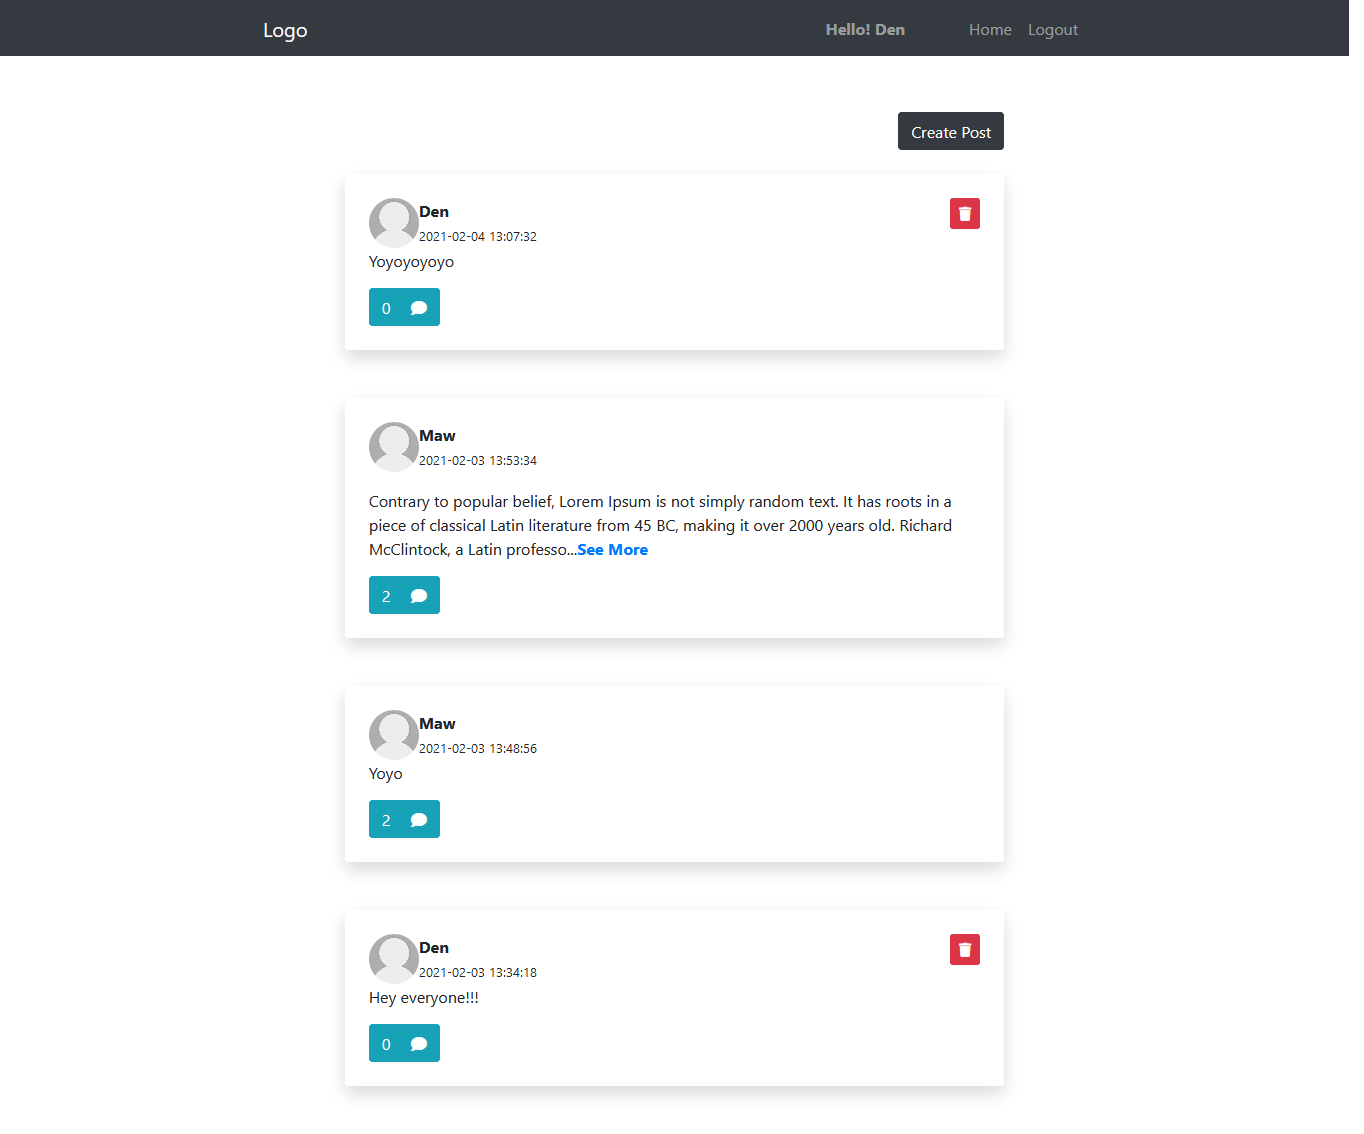 Logo
Hello! Den
Home
Logout
Create Post
Den
2021-02-04 13:07:32
Yoyoyoyoyo
0
Maw
2021-02-03 13:53:34
Contrary to popular belief, Lorem Ipsum is not simply random text. It has roots in a
piece of classical Latin literature from 45 BC, making it over 2000 years old. Richard
McClintock, a Latin professo...See More
2
Maw
2021-02-03 13:48:56
Yoyo
2
Den
2021-02-03 13:34:18
Hey everyone!!!
0